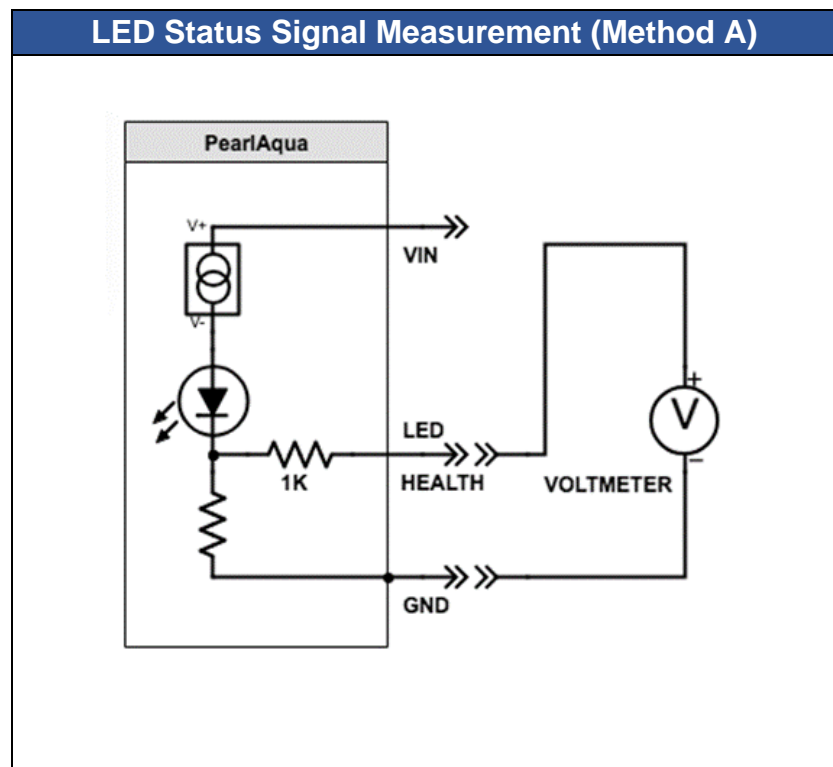 LED Status Signal Measurement (Method A)
PearlAqua
V+
VIN
V-
LED
HEALTH
1K
+
V
−
VOLTMETER
GND